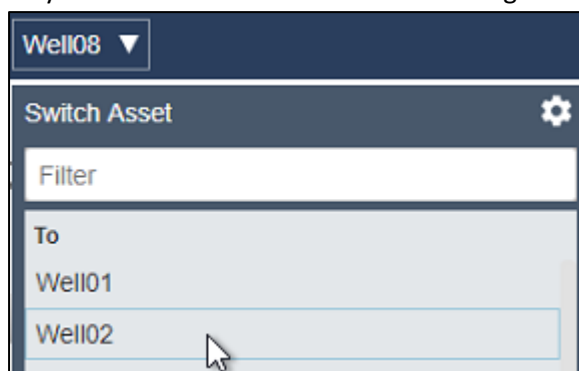 Well08 ▼
Switch Asset
Filter
To
Well01
Well02